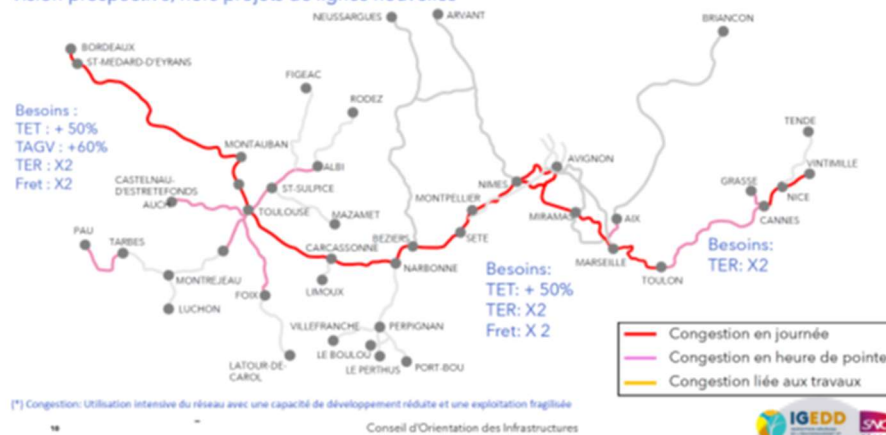 NEUSSARGUES
ARVANT
BRIANCON
BORDEAUX
ST-MEDARD-D'EYRANS
FIGEAC
RODEZ
Besoins :
TET : + 50%
TAGV : +60%
TER : X2
Fret : X2
MONTAUBAN
TENDE
AVIGNON
VINTIMILLE
ALBI
CASTELNAU-
D'ESTRETEFONDS
AUCH
ST-SULPICE
NIMES
GRASSE
NICE
MONTPELLIER
TOULOUSE
MAZAMET
MIRAMAS
AIX
CANNES
PAU
TARBES
CARCASSONNE
BEZIERS
SETE
MARSEILLE
NARBONNE
TOULON
Besoins:
TER: X2
MONTREJEAU
LIMOUX
FOIX
Besoins:
TET: + 50%
TER: X2
Fret: X 2
LUCHON
VILLEFRANCHE
PERPIGNAN
LE BOULOU
LE PERTHUS
PORT-BOU
LATOUR-DE-
CAROL
Congestion en journée
Congestion en heure de pointe
Congestion liée aux travaux
(*) Congestion: Utilisation intensive du réseau avec une capacité de développement réduite et une exploitation fragilisée
10
Conseil d'Orientation des Infrastructures
IGEDD